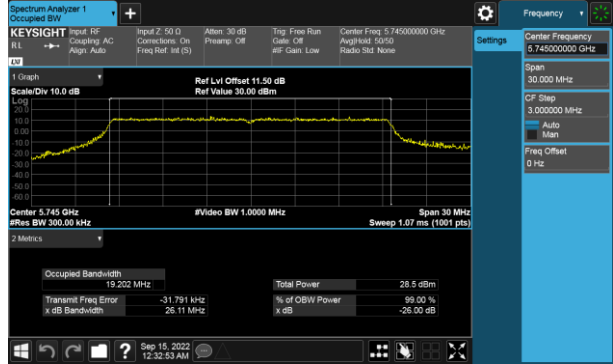 Spectrum Analyzer 1
Occupied BW
Frequency
KEYSIGHT
RL
Input: RF
Coupling: AC
Align: Auto
Input Z: 50 Ω
Corrections: On
Freq Ref: Int (S)
Atten: 30 dB
Preamp: Off
Trig: Free Run
Gate: Off
#IF Gain: Low
Center Freq: 5.745000000 GHz
Avg|Hold: 50/50
Radio Std: None
Settings
Center Frequency
5.745000000 GHz
Span
30.000 MHz
CF Step
3.000000 MHz
Auto
Man
Freq Offset
0 Hz
1 Graph
Scale/Div 10.0 dB
Ref Lvl Offset 11.50 dB
Ref Value 30.00 dBm
Log
20.0
10.0
0.00
-10.0
-20.0
-30.0
-40.0
-50.0
-60.0
Center 5.745 GHz
#Res BW 300.00 kHz
#Video BW 1.0000 MHz
Span 30 MHz
Sweep 1.07 ms (1001 pts)
2 Metrics
Occupied Bandwidth
19.202 MHz
Total Power
28.5 dBm
Transmit Freq Error
-31.791 kHz
% of OBW Power
99.00 %
x dB Bandwidth
26.11 MHz
x dB
-26.00 dB
Sep 15, 2022
12:32:53 AM